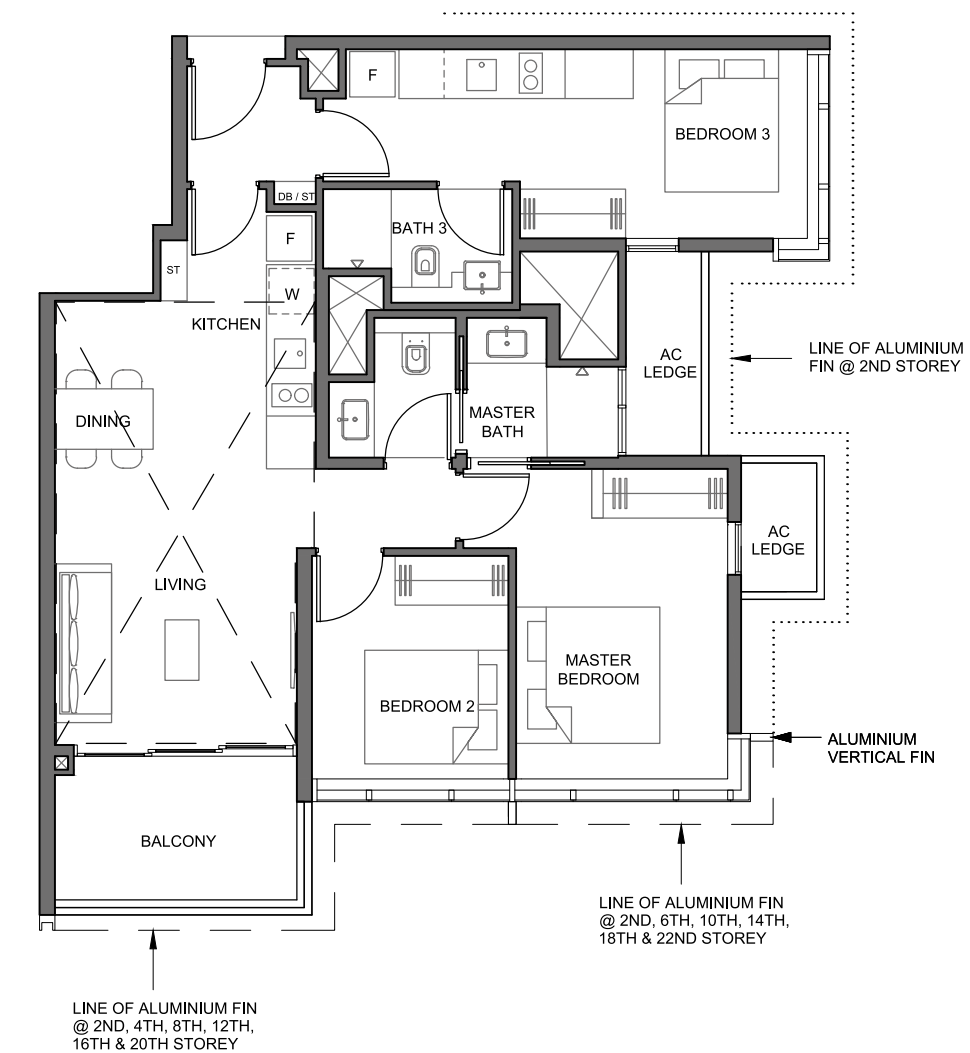 F
BEDROOM 3
DB / ST
BATH 3
F
ST
W
KITCHEN
LINE OF ALUMINIUM
FIN @ 2ND STOREY
AC
LEDGE
DINING
MASTER
BATH
AC
LEDGE
LIVING
MASTER
BEDROOM
BEDROOM 2
ALUMINIUM
VERTICAL FIN
BALCONY
LINE OF ALUMINIUM FIN
@ 2ND, 6TH, 10TH, 14TH,
18TH & 22ND STOREY
LINE OF ALUMINIUM FIN
@ 2ND, 4TH, 8TH, 12TH,
16TH & 20TH STOREY